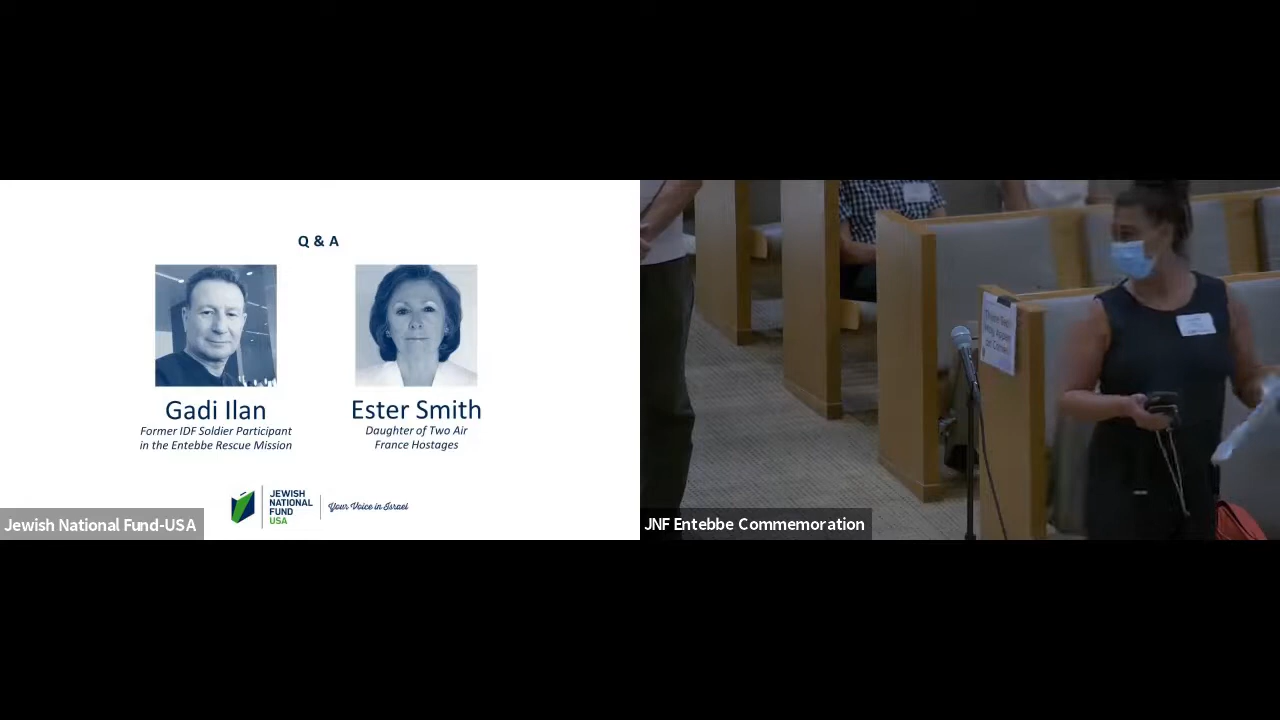 Q & A
Gadi Ilan
Former IDF Soldier Participant
in the Entebbe Rescue Mission
Ester Smith
Daughter of Two Air
France Hostages
JEWISH
NATIONAL
FUND
USA
Your Voice in Israel
Jewish National Fund-USA
JNF Entebbe Commemoration